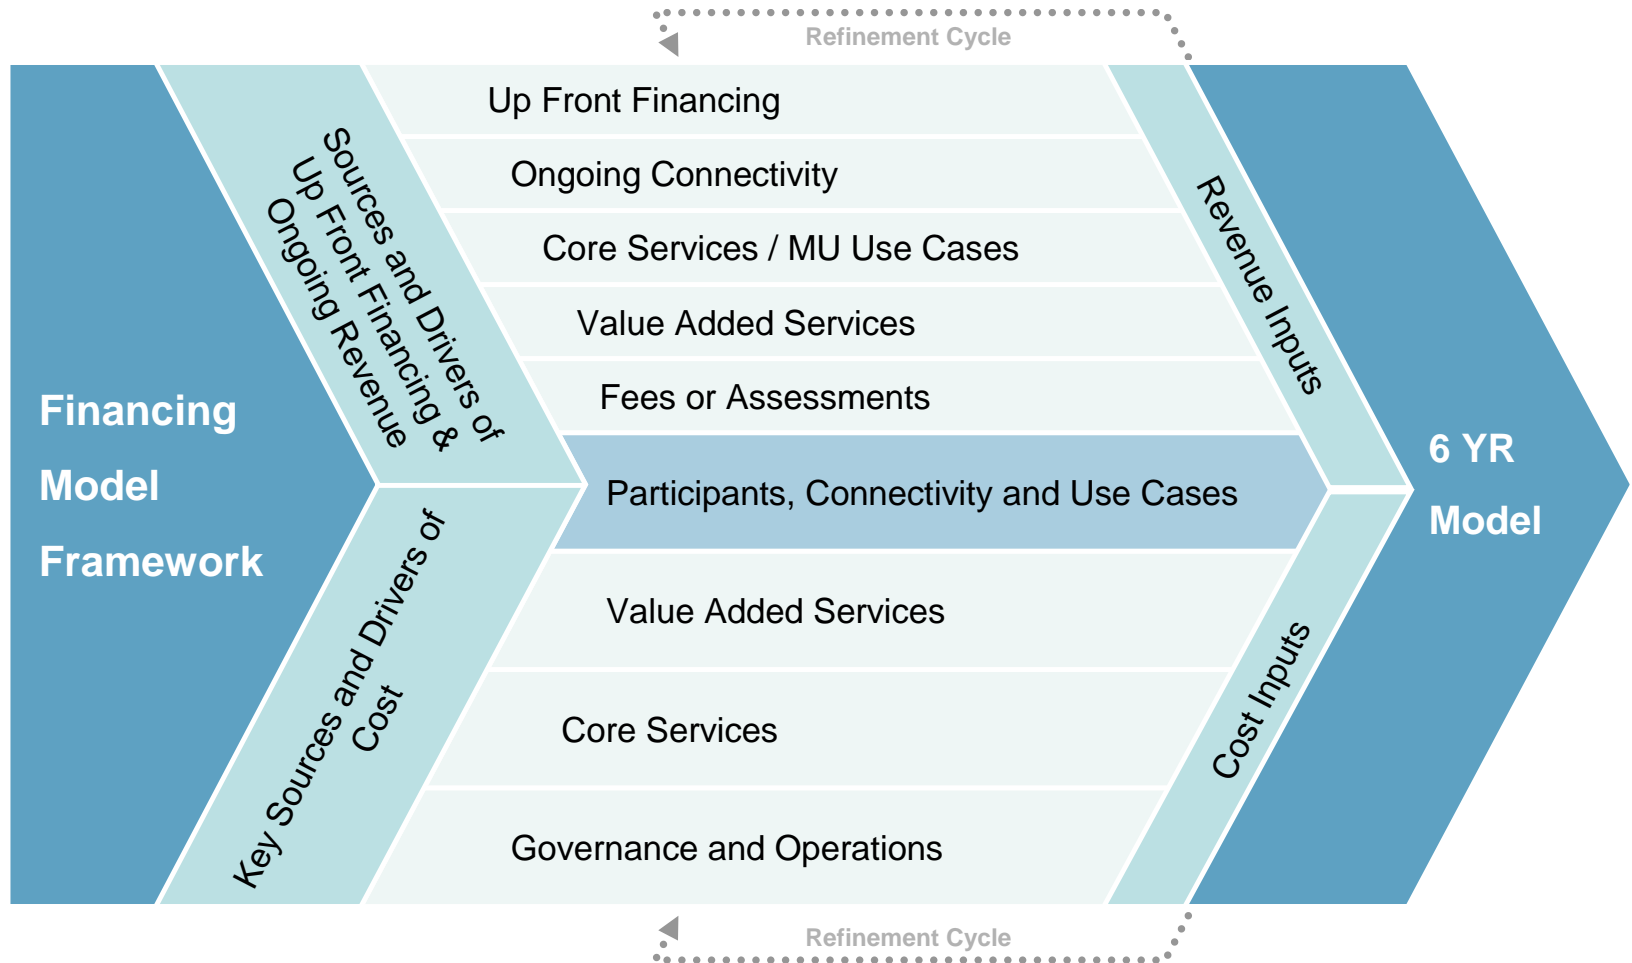 Refinement Cycle
Financing
Model
Framework
Sources and Drivers of
Up Front Financing &
Ongoing Revenue
Key Sources and Drivers of
Cost
Up Front Financing
Ongoing Connectivity
Core Services / MU Use Cases
Value Added Services
Fees or Assessments
Participants, Connectivity and Use Cases
Value Added Services
Core Services
Governance and Operations
Revenue Inputs
Cost Inputs
6 YR
Model
Refinement Cycle